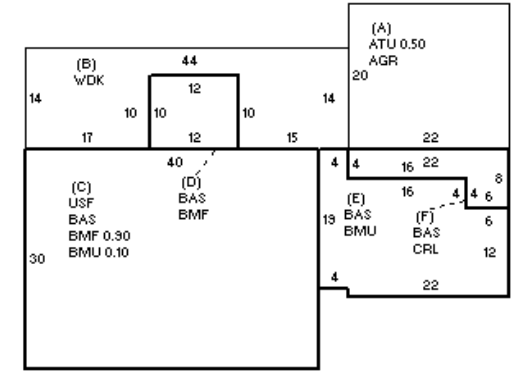 (A)
ATU 0.50
AGR
20
22
(B)
WDK
44
14
14
12
10
10
10
17
12
15
40
(C)
USF
BAS
BMF 0.90
BMU 0.10
30
(D)
BAS
BMF
4
4
16
22
8
16
4
4
6
6
(E)
BAS
BMU
19
(F)
BAS
CRL
12
4
22